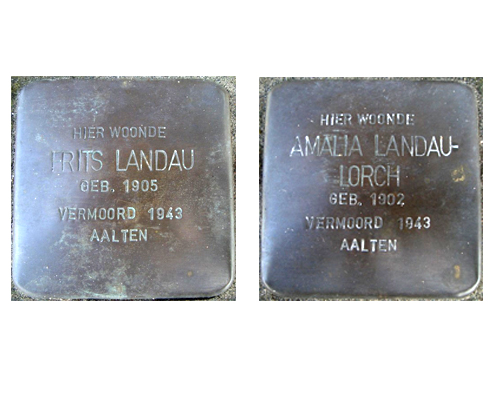 HIER WOONDE
FRITS LANDAU
GEB. 1905
VERMOORD 1943
AALTEN
HIER WOONDE
AMALIA LANDAU-
LORCH
GEB. 1902
VERMOORD 1943
AALTEN